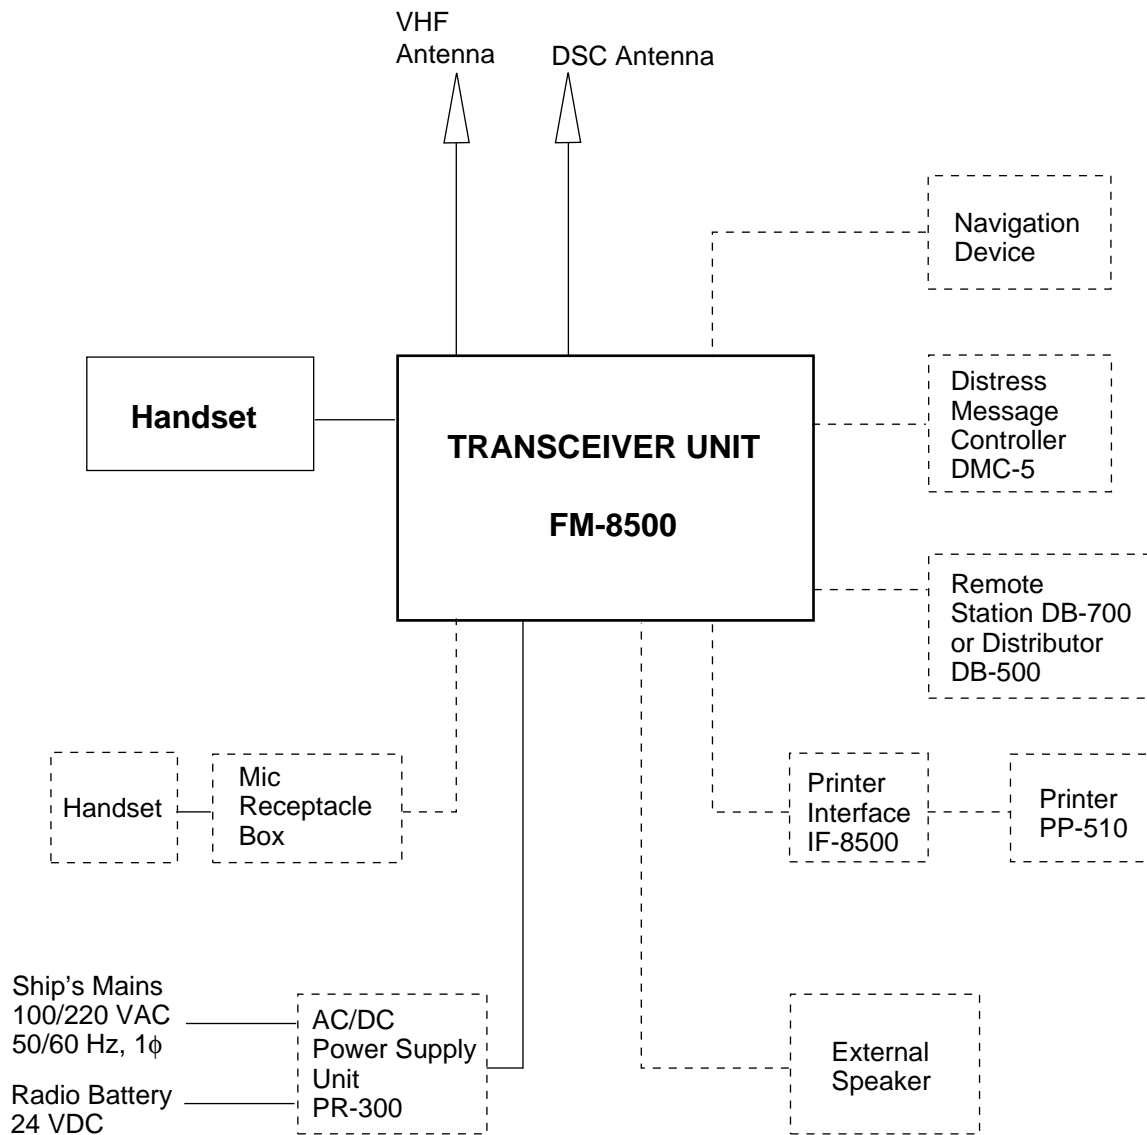 VHF
Antenna
DSC Antenna
Navigation
Device
Handset
TRANSCEIVER UNIT
FM-8500
Distress
Message
Controller
DMC-5
Remote
Station DB-700
or Distributor
DB-500
Handset
Mic
Receptacle
Box
Printer
Interface
IF-8500
Printer
PP-510
Ship’s Mains
100/220 VAC
50/60 Hz, 1ϕ
Radio Battery
24 VDC
AC/DC
Power Supply
Unit
PR-300
External
Speaker